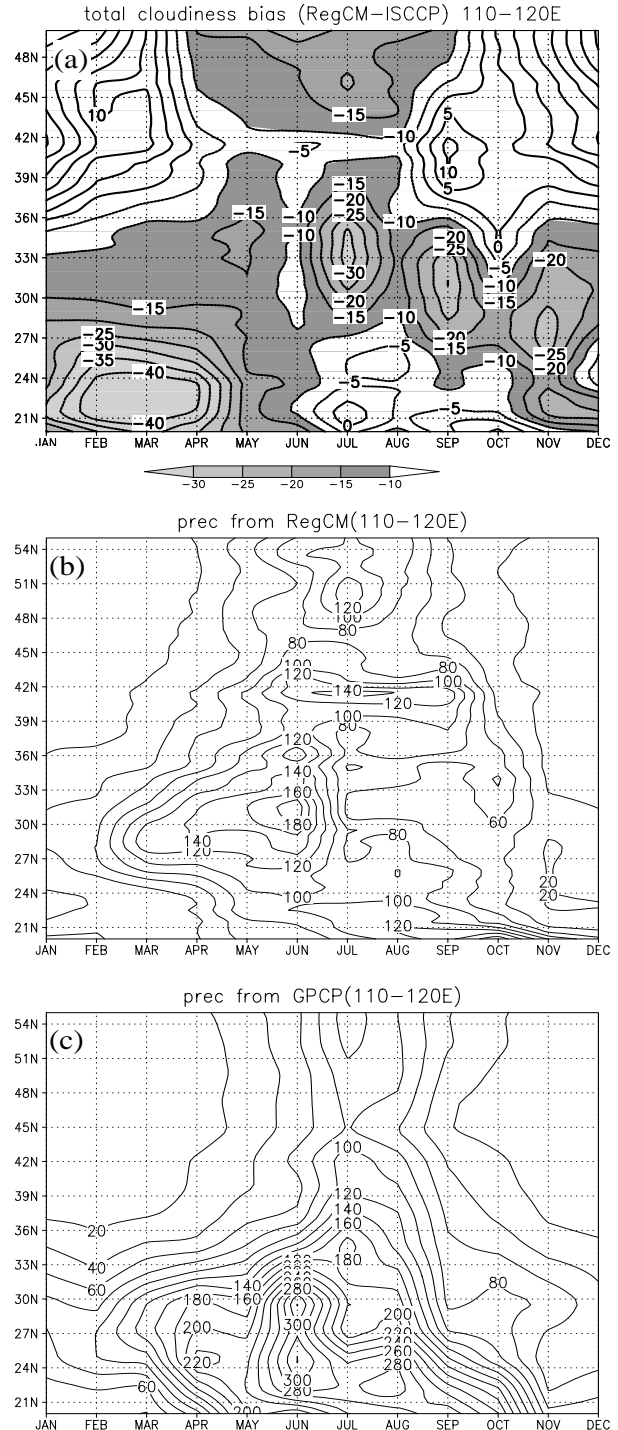 total cloudiness bias (RegCM-ISCCP) 110-120E
(a)
48N
45N
42N
39N
36N
33N
30N
27N
24N
21N
10
-15
-10
-5
5
10
5
-15
-20
-25
-15
-10
-10
-10
-20
-25
0
-5
-20
-30
-10
-15
-15
-20
-15
-10
-25
-30
-35
-5
-20
-15
-10
-25
-20
-40
-5
-40
-5
0
JAN FEB MAR APR MAY JUN JUL AUG SEP OCT NOV DEC
-30 -25 -20 -15 -10
prec from RegCM(110-120E)
(b)
54N
51N
48N
45N
42N
39N
36N
33N
30N
27N
24N
21N
120
100
80
80
100
120
80
100
140
120
100
80
120
140
160
180
60
80
140
120
120
20
20
100
100
120
JAN FEB MAR APR MAY JUN JUL AUG SEP OCT NOV DEC
prec from GPCP(110-120E)
(c)
54N
51N
48N
45N
42N
39N
36N
33N
30N
27N
24N
21N
100
120
140
160
20
40
180
60
140
160
280
80
180
200
300
200
240
260
280
220
300
280
60
200
JAN FEB MAR APR MAY JUN JUL AUG SEP OCT NOV DEC